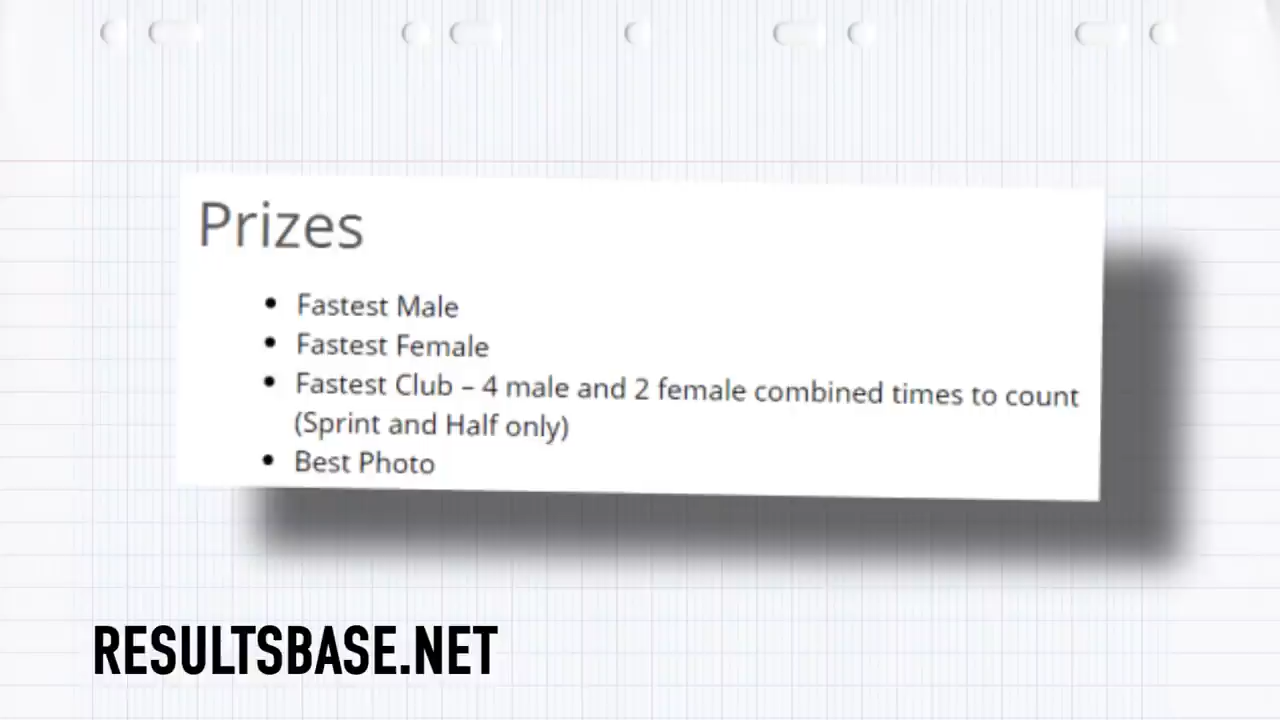 Prizes
• Fastest Male
• Fastest Female
• Fastest Club – 4 male and 2 female combined times to count
(Sprint and Half only)
• Best Photo
RESULTSBASE.NET